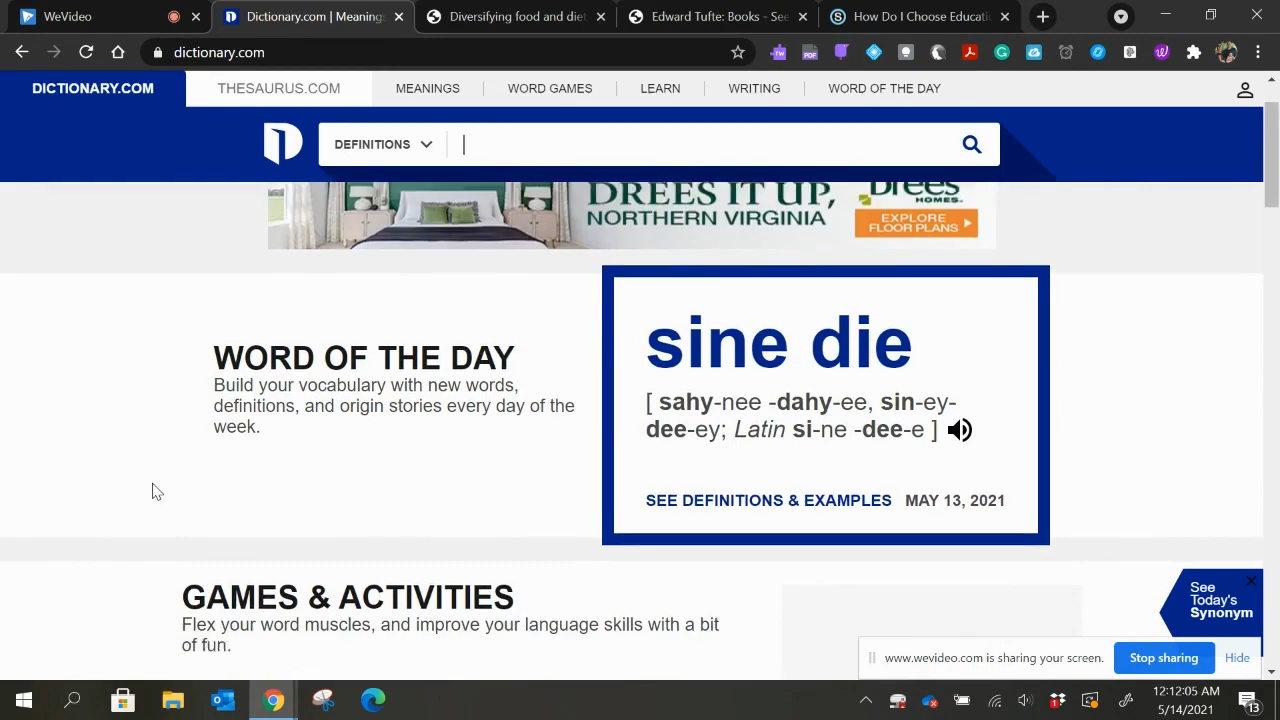 WeVideo
Dictionary.com | Meaning
Diversifying food and diet
Edward Tufte: Books - See
How Do I Choose Educati
dictionary.com
DICTIONARY.COM
THESAURUS.COM
MEANINGS
WORD GAMES
LEARN
WRITING
WORD OF THE DAY
DEFINITIONS
DREES IT UP,
NORTHERN VIRGINIA
Drees
HOMES
EXPLORE
FLOOR PLANS
WORD OF THE DAY
Build your vocabulary with new words,
definitions, and origin stories every day of the
week.
sine die
[ sahy-nee -dahy-ee, sin-ey-
dee-ey; Latin si-ne -dee-e ]
SEE DEFINITIONS & EXAMPLES MAY 13, 2021
GAMES & ACTIVITIES
Flex your word muscles, and improve your language skills with a bit
of fun.
See
Today's
Synonym
www.wevideo.com is sharing your screen.
Stop sharing
Hide
12:12:05 AM
5/14/2021
13